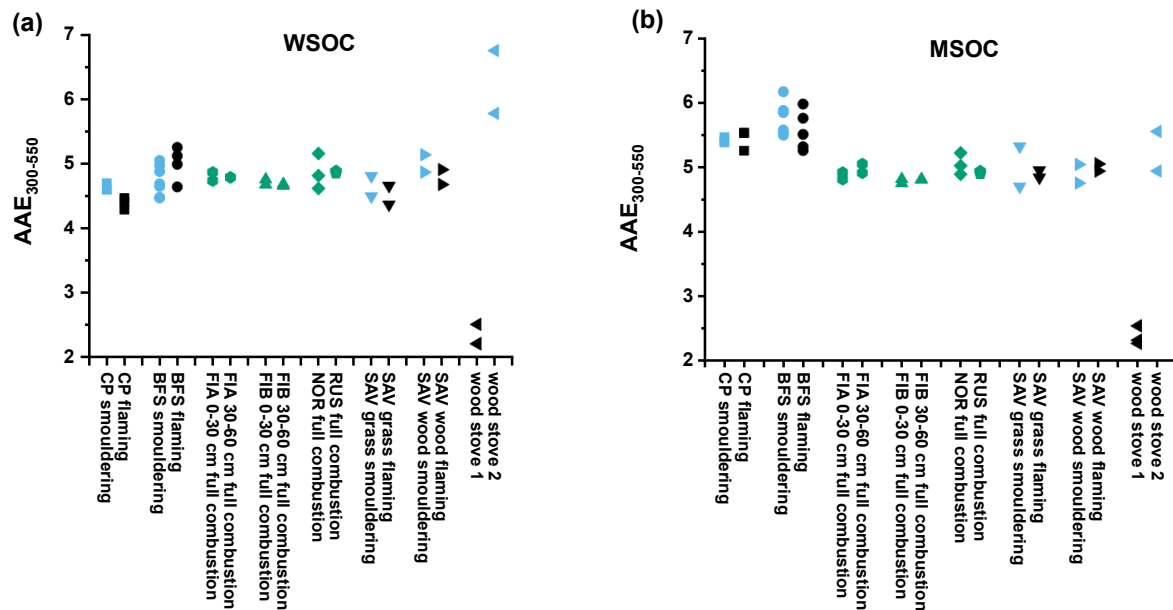 (a)
WSOC
AAE300-550
7
6
5
4
3
2
CP smouldering
CP flaming
BFS smouldering
BFS flaming
FIA 0-30 cm full combustion
FIA 30-60 cm full combustion
FIB 0-30 cm full combustion
FIB 30-60 cm full combustion
NOR full combustion
RUS full combustion
SAV grass smouldering
SAV grass flaming
SAV wood smouldering
SAV wood flaming
wood stove 1
wood stove 2
(b)
MSOC
AAE300-550
7
6
5
4
3
2
CP smouldering
CP flaming
BFS smouldering
BFS flaming
FIA 0-30 cm full combustion
FIA 30-60 cm full combustion
FIB 0-30 cm full combustion
FIB 30-60 cm full combustion
NOR full combustion
RUS full combustion
SAV grass smouldering
SAV grass flaming
SAV wood smouldering
SAV wood flaming
wood stove 1
wood stove 2